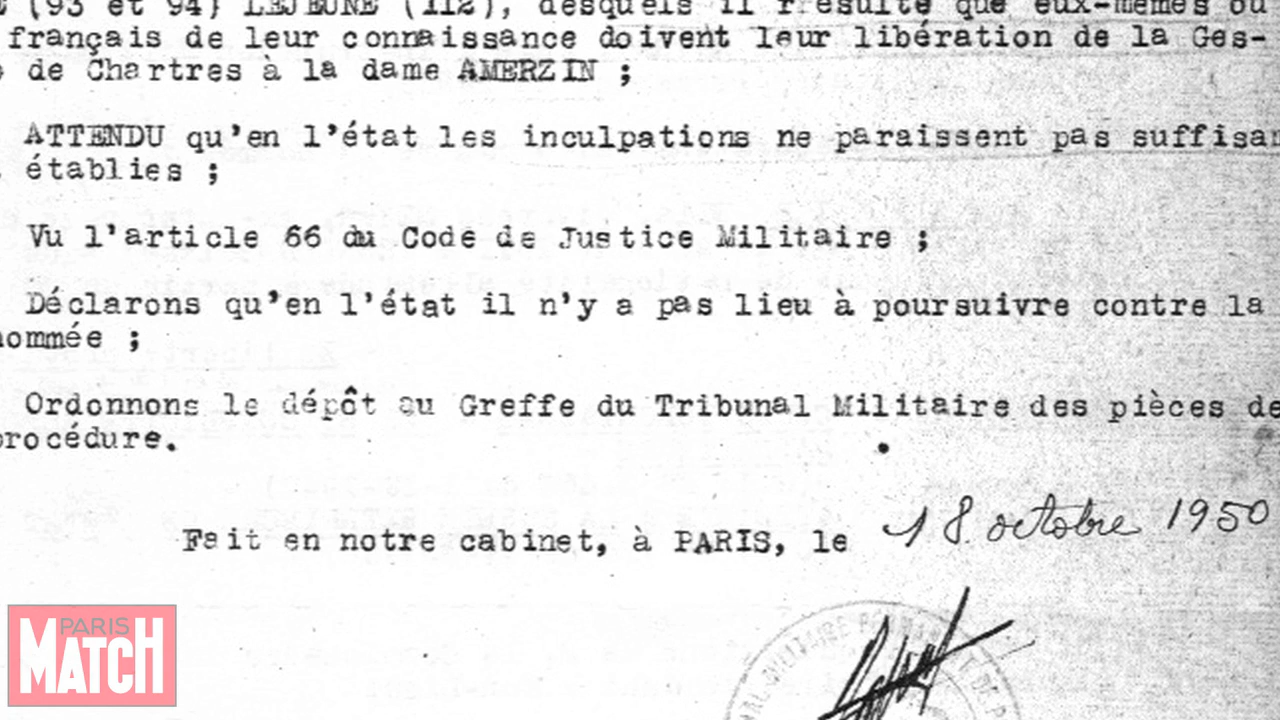 (93 et 94) LEJEUNE (112), desquels il rresulte que eux-mêmes ou
français de leur connaissance doivent leur libération de la Ges-
de Chartres à la dame AMERZIN ;
ATTENDU qu'en l'état les inculpations ne paraissent pas suffisan
établies ;
Vu l'article 66 du Code de Justice Militaire ;
Déclarons qu'en l'état il n'y a pas lieu à poursuivre contre la
nommée ;
Ordonnons le dépôt au Greffe du Tribunal Militaire des pièces de
procédure.
Fait en notre cabinet, à PARIS, le 18 octobre 1950
MILITAIRE
PARIS
MATCH